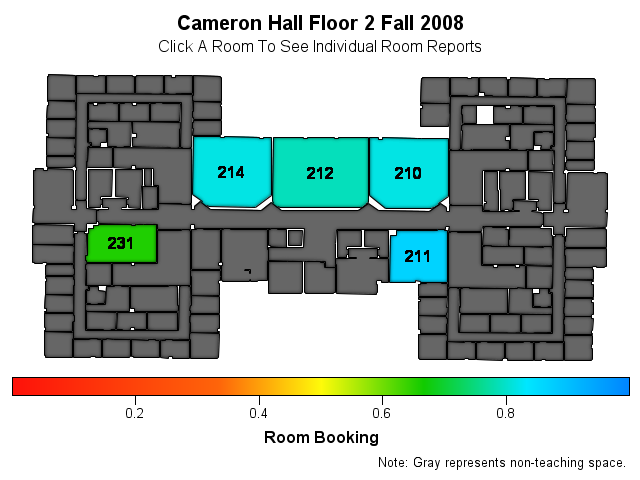 Cameron Hall Floor 2 Fall 2008
Click A Room To See Individual Room Reports
214 212 210
231 211
0.2 0.4 0.6 0.8
Room Booking
Note: Gray represents non-teaching space.